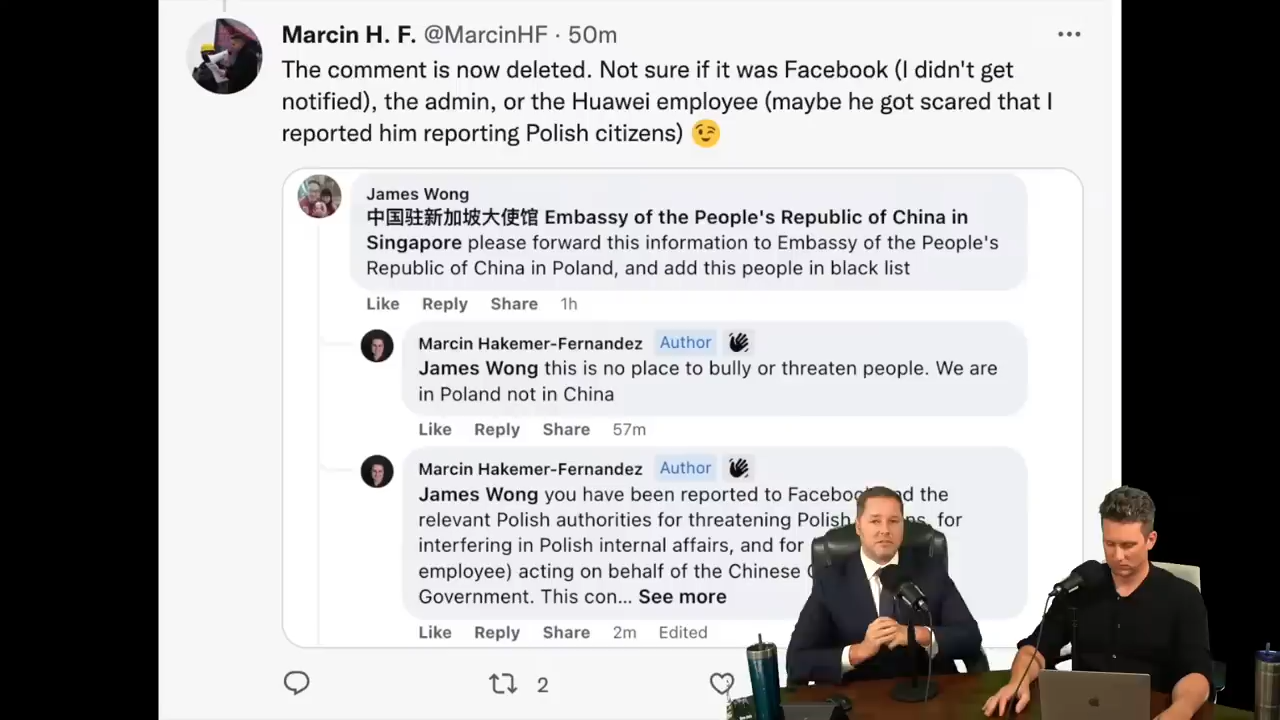 Marcin H. F. @MarcinHF · 50m
The comment is now deleted. Not sure if it was Facebook (I didn't get
notified), the admin, or the Huawei employee (maybe he got scared that I
reported him reporting Polish citizens) 😉
James Wong
中国驻新加坡大使馆 Embassy of the People's Republic of China in
Singapore please forward this information to Embassy of the People's
Republic of China in Poland, and add this people in black list
Like Reply Share 1h
Marcin Hakemer-Fernandez Author
James Wong this is no place to bully or threaten people. We are
in Poland not in China
Like Reply Share 57m
Marcin Hakemer-Fernandez Author
James Wong you have been reported to the
relevant Polish authorities for threatening Polish for
interfering in Polish internal affairs, and for
employee) acting on behalf of the Chinese
Government. This con... See more
Like Reply Share 2m Edited
2